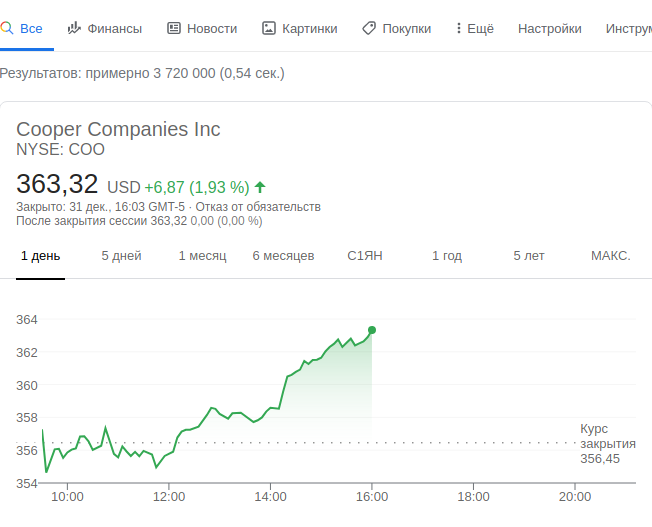 Все Финансы Новости Картинки Покупки Ещё Настройки Инструм
Результатов: примерно 3 720 000 (0,54 сек.)
Cooper Companies Inc
NYSE: COO
363,32 USD +6,87 (1,93 %)
Закрыто: 31 дек., 16:03 GMT-5 · Отказ от обязательств
После закрытия сессии 363,32 0,00 (0,00 %)
1 день 5 дней 1 месяц 6 месяцев С1ЯН 1 год 5 лет МАКС.
364
362
360
358
Курс
закрытия
356
356,45
354
10:00 12:00 14:00 16:00 18:00 20:00